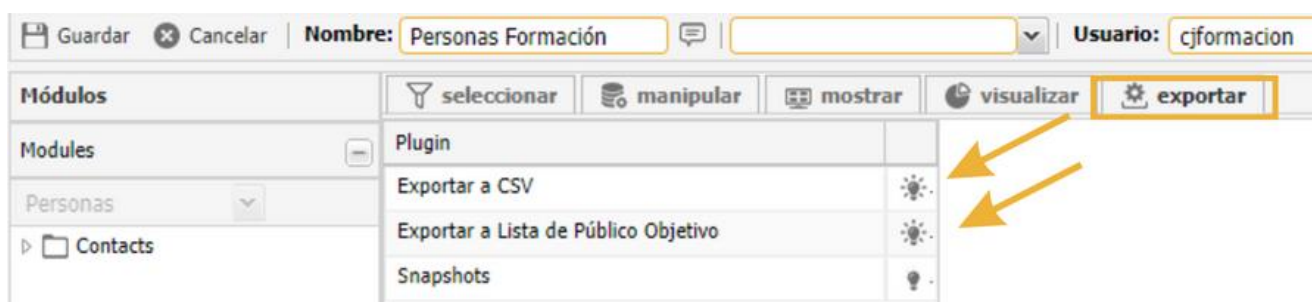 Guardar Cancelar Nombre: Personas Formación Usuario: cjformacion
Módulos seleccionar manipular mostrar visualizar exportar
Modules Plugin
Personas Exportar a CSV
Contacts Exportar a Lista de Público Objetivo
Snapshots